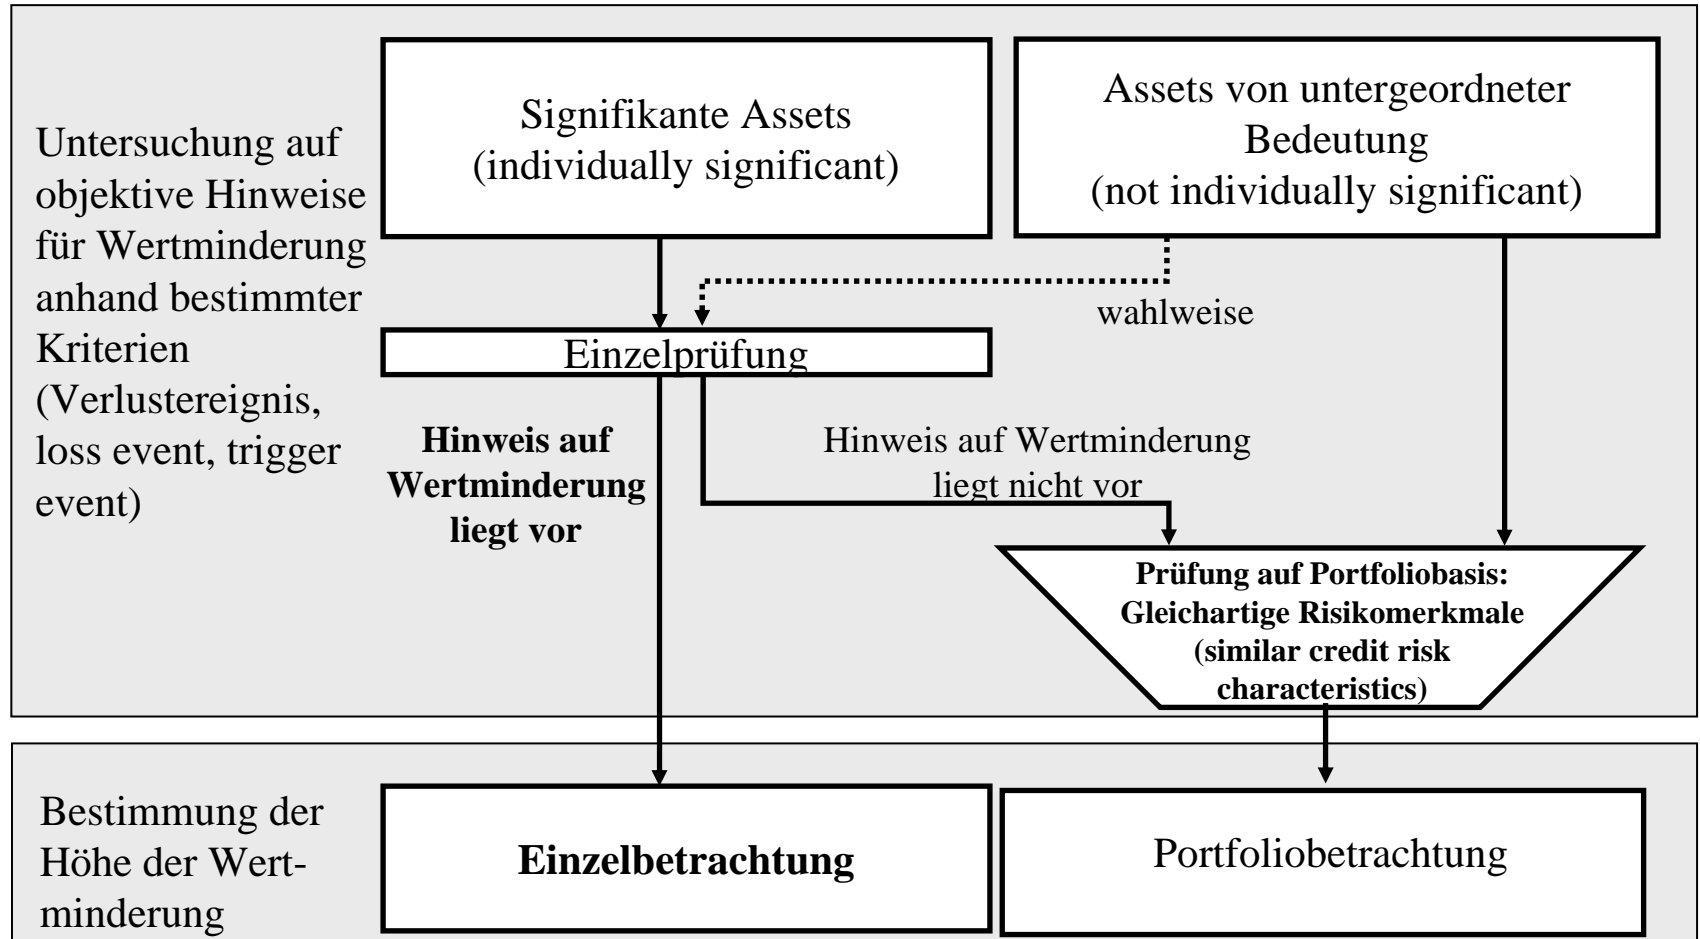 Untersuchung auf
objektive Hinweise
für Wertminderung
anhand bestimmter
Kriterien
(Verlustereignis,
loss event, trigger
event)
Signifikante Assets
(individually significant)
Assets von untergeordneter
Bedeutung
(not individually significant)
wahlweise
Einzelprüfung
Hinweis auf
Wertminderung
liegt vor
Hinweis auf Wertminderung
liegt nicht vor
Prüfung auf Portfoliobasis:
Gleichartige Risikomerkmale
(similar credit risk
characteristics)
Bestimmung der
Höhe der Wert-
minderung
Einzelbetrachtung
Portfoliobetrachtung